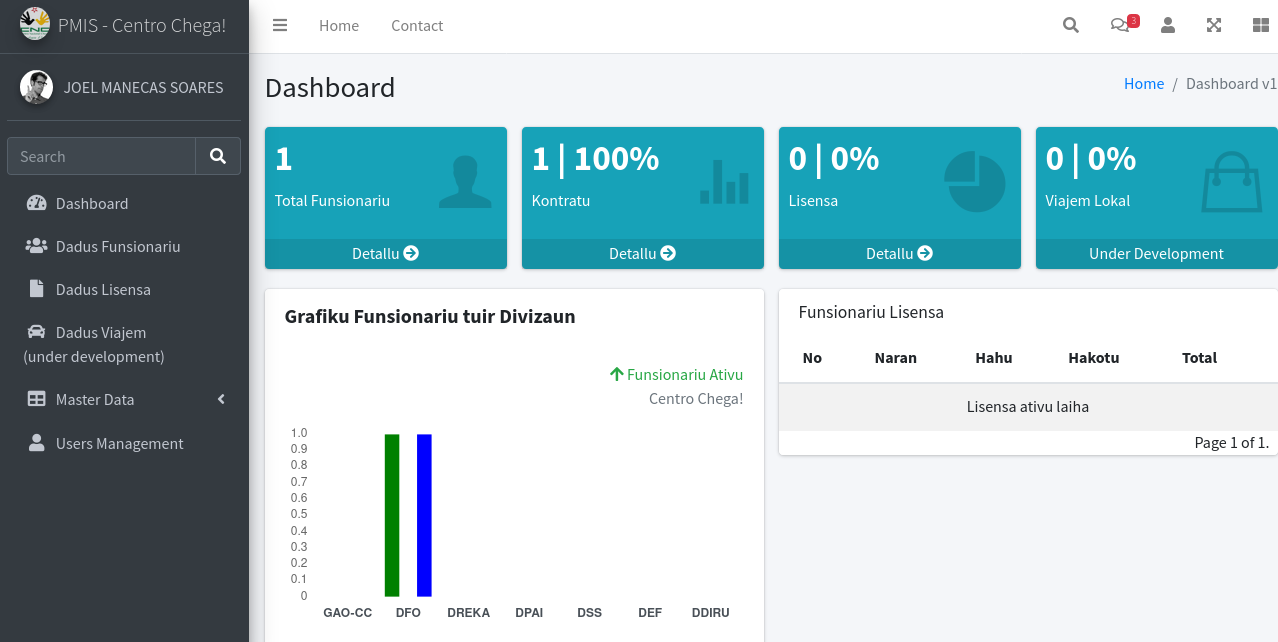 PMIS - Centro Chega!
Home
Contact
3
JOEL MANECAS SOARES
Search
Dashboard
Dadus Funsionariu
Dadus Lisensa
Dadus Viajem
(under development)
Master Data
Users Management
Dashboard
Home / Dashboard v1
1
Total Funsionariu
Detallu
1 | 100%
Kontratu
Detallu
0 | 0%
Lisensa
Detallu
0 | 0%
Viajem Lokal
Under Development
Grafiku Funsionariu tuir Divizaun
Funsionariu Ativu
Centro Chega!
1.0
0.9
0.8
0.7
0.6
0.5
0.4
0.3
0.2
0.1
0
GAO-CC DFO DREKA DPAI DSS DEF DDIRU
Funsionariu Lisensa
No Naran Hahu Hakotu Total
Lisensa ativu laiha
Page 1 of 1.